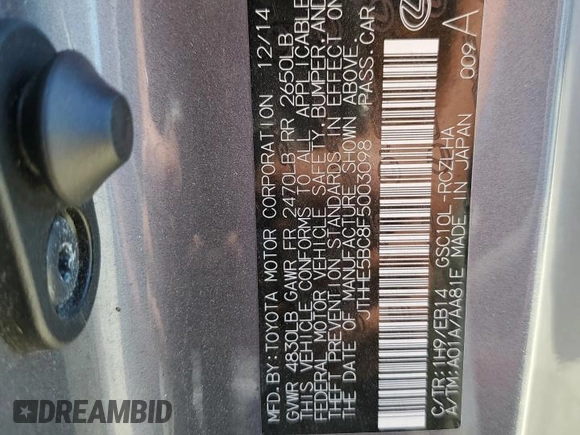 MFD.BY:TOYOTA MOTOR CORPORATION 12/14
GVWR 4830LB GAWR FR 2470LB RR 2650LB
THIS VEHICLE CONFORMS TO ALL APPLICABLE
FEDERAL MOTOR VEHICLE SAFETY,BUMPER,AND
THEFT PREVENTION STANDARDS IN EFFECT ON
THE DATE OF MANUFACTURE SHOWN ABOVE.
JTHHE5BC8F5003098 PASS.CAR
C/TR:1H9/EB14 GSC10L-RCZLHA
A/TM:A01A/AA81E MADE IN JAPAN
009 A
DREAMBID